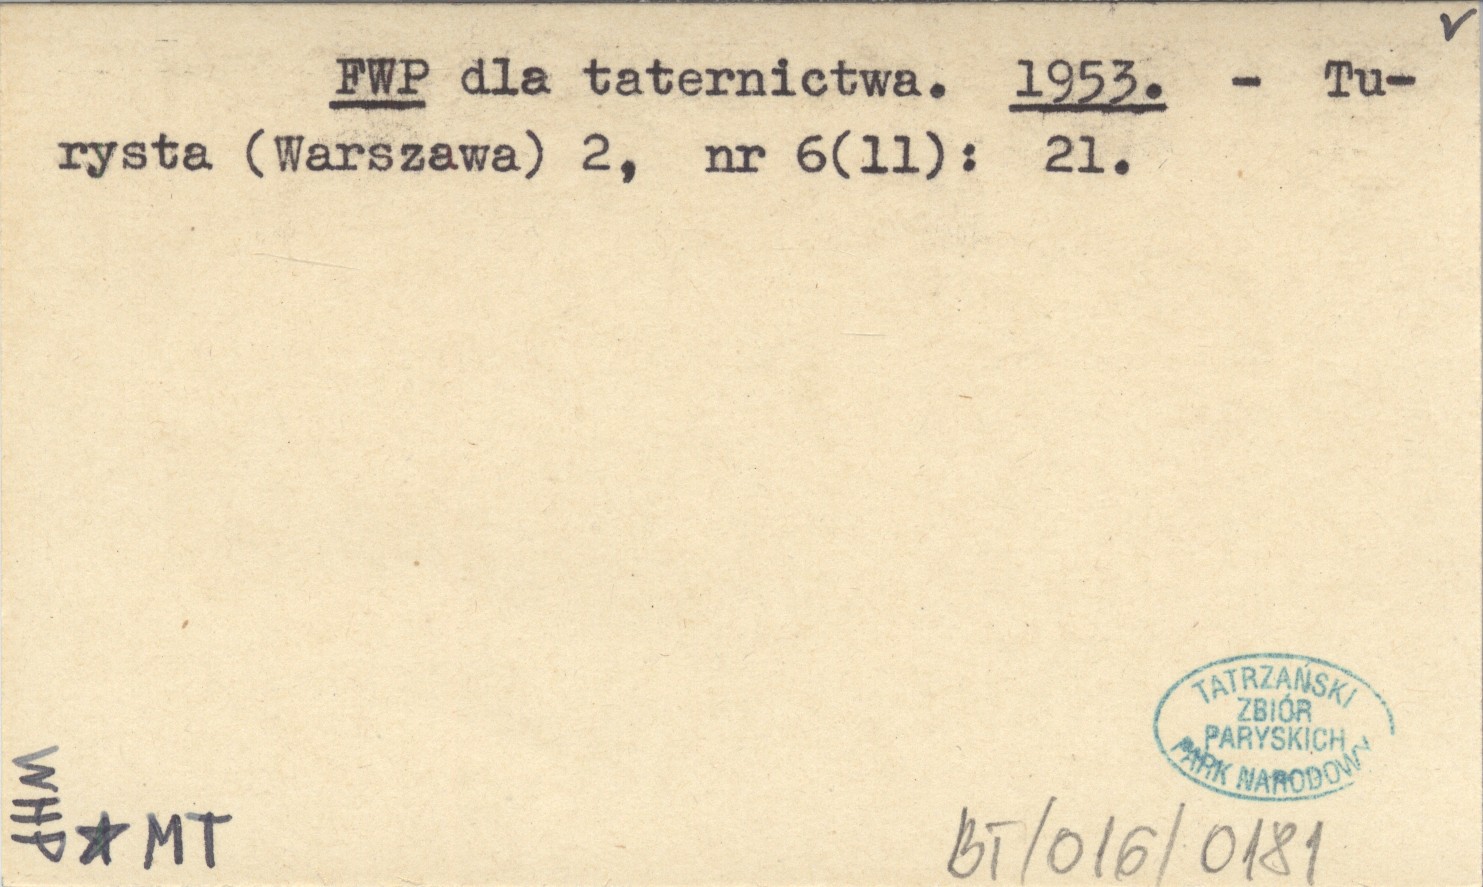 ✓
FWP dla taternictwa. 1953. - Tu-
rysta (Warszawa) 2, nr 6(11): 21.
TATRZAŃSKI
ZBIÓR
PARYSKICH
PARK NARODOWY
WHP
★ MT
BT/016/0181